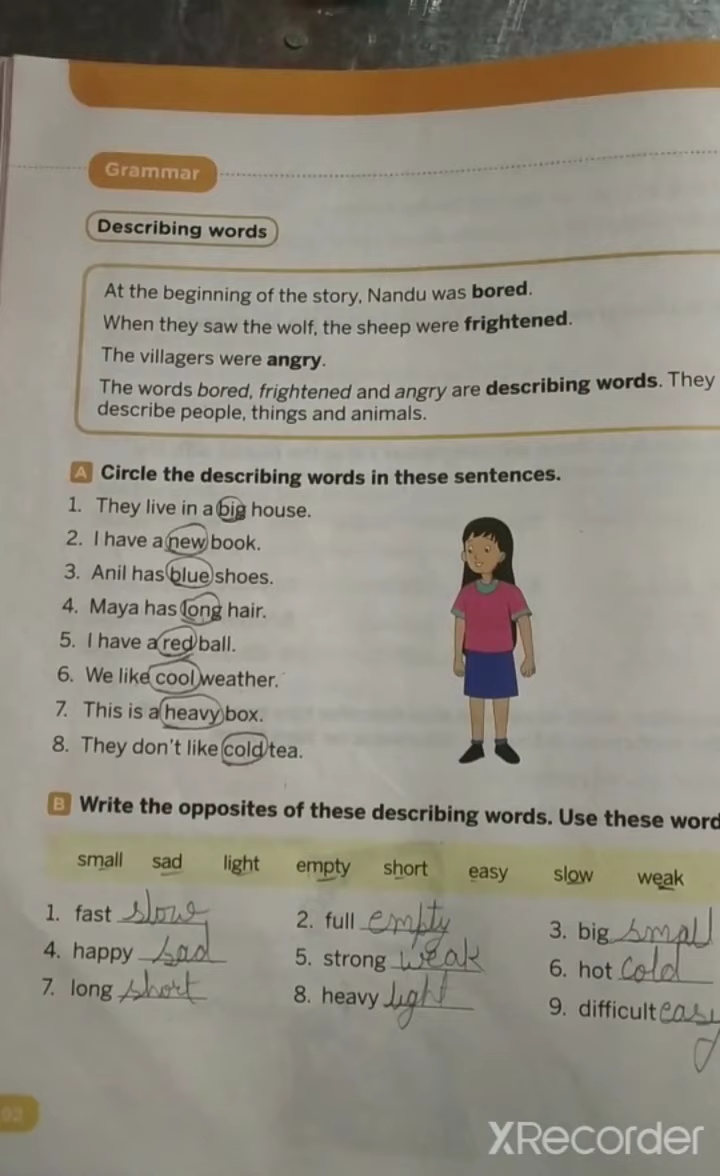 Grammar
Describing words
At the beginning of the story, Nandu was bored.
When they saw the wolf, the sheep were frightened.
The villagers were angry.
The words bored, frightened and angry are describing words. They
describe people, things and animals.
A Circle the describing words in these sentences.
1. They live in a big house.
2. I have a new book.
3. Anil has blue shoes.
4. Maya has long hair.
5. I have a red ball.
6. We like cool weather.
7. This is a heavy box.
8. They don't like cold tea.
B Write the opposites of these describing words. Use these word
small sad light empty short easy slow weak
1. fast slow 2. full empty 3. big small
4. happy sad 5. strong weak 6. hot cold
7. long short 8. heavy light 9. difficult easy
92
XRecorder